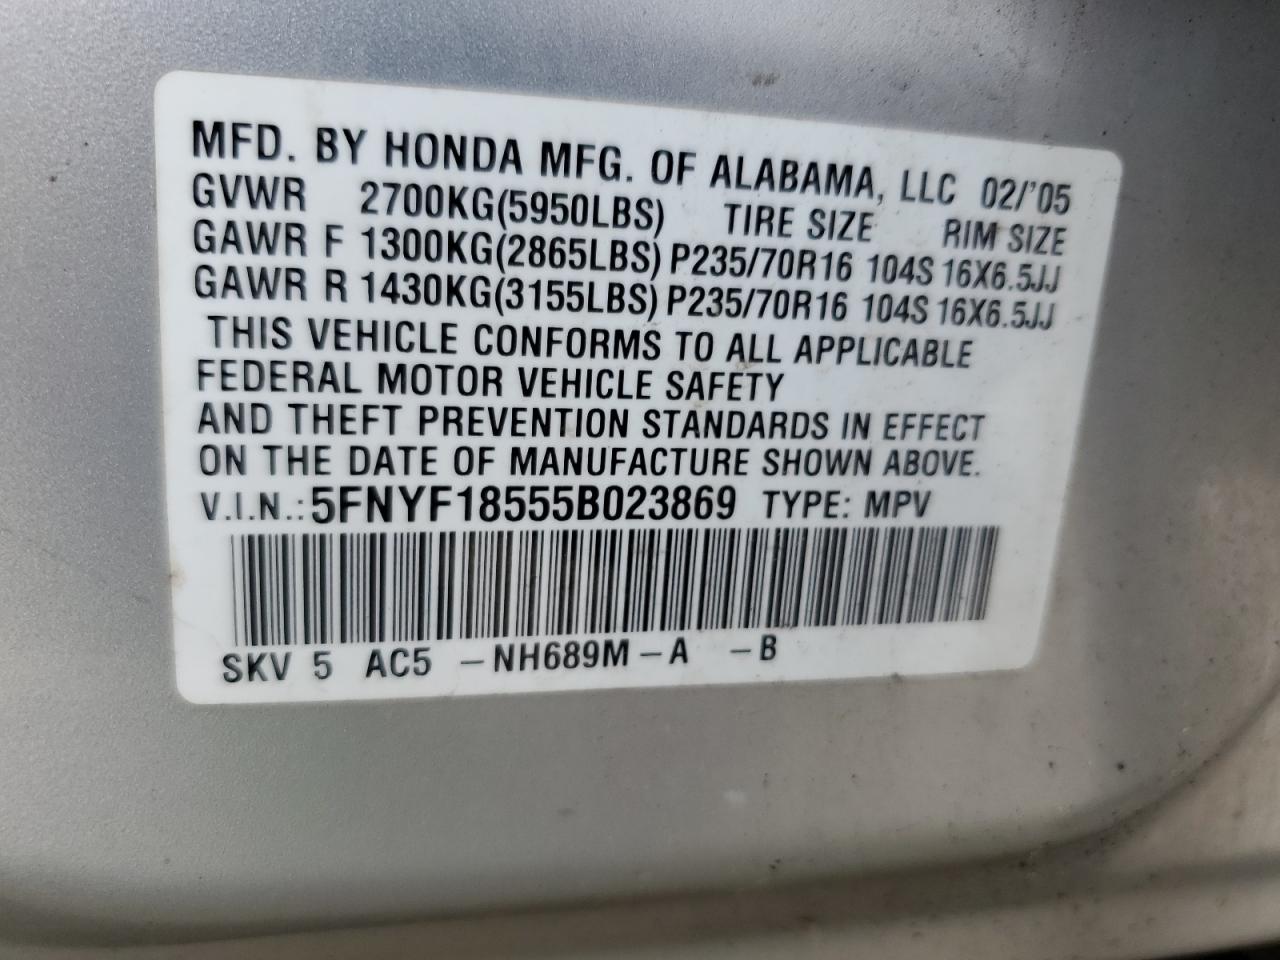 MFD. BY HONDA MFG. OF ALABAMA, LLC 02/'05
GVWR 2700KG(5950LBS) TIRE SIZE RIM SIZE
GAWR F 1300KG(2865LBS) P235/70R16 104S 16X6.5JJ
GAWR R 1430KG(3155LBS) P235/70R16 104S 16X6.5JJ
THIS VEHICLE CONFORMS TO ALL APPLICABLE
FEDERAL MOTOR VEHICLE SAFETY
AND THEFT PREVENTION STANDARDS IN EFFECT
ON THE DATE OF MANUFACTURE SHOWN ABOVE.
V.I.N.: 5FNYF18555B023869 TYPE: MPV
SKV 5 AC5 -NH689M-A -B